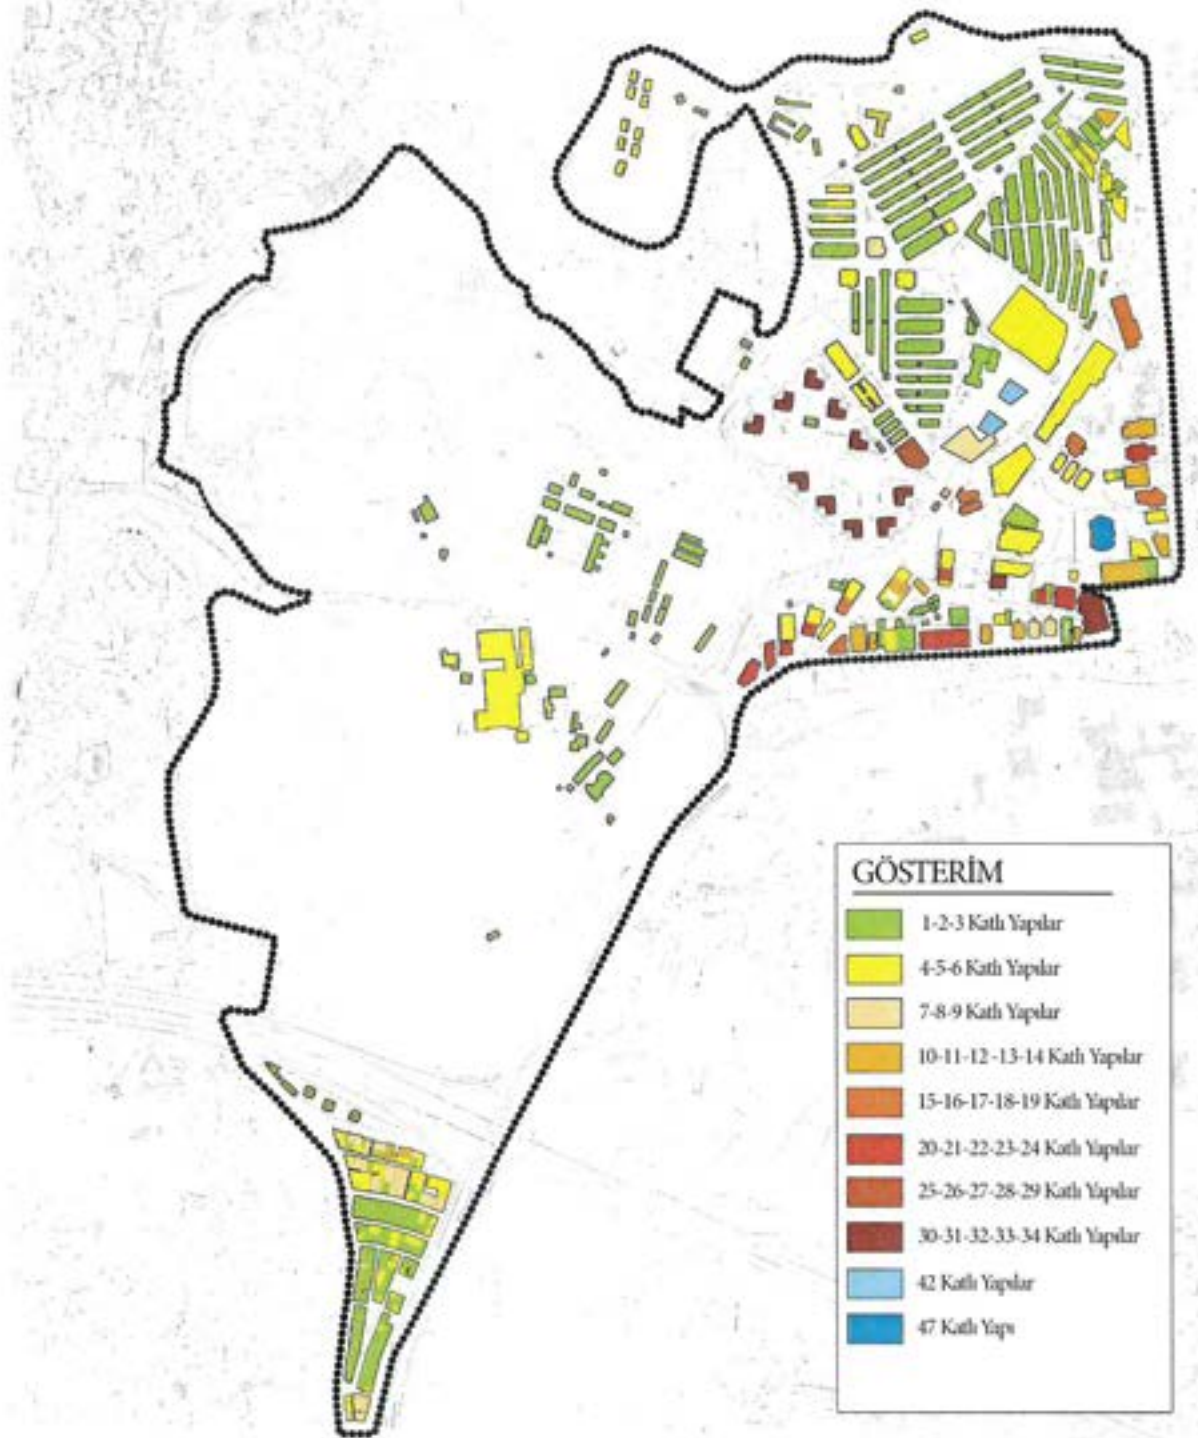 GÖSTERİM
1-2-3 Katlı Yapılar
4-5-6 Katlı Yapılar
7-8-9 Katlı Yapılar
10-11-12 -13-14 Katlı Yapılar
15-16-17-18-19 Katlı Yapılar
20-21-22-23-24 Katlı Yapılar
25-26-27-28-29 Katlı Yapılar
30-31-32-33-34 Katlı Yapılar
42 Katlı Yapılar
47 Katlı Yapı